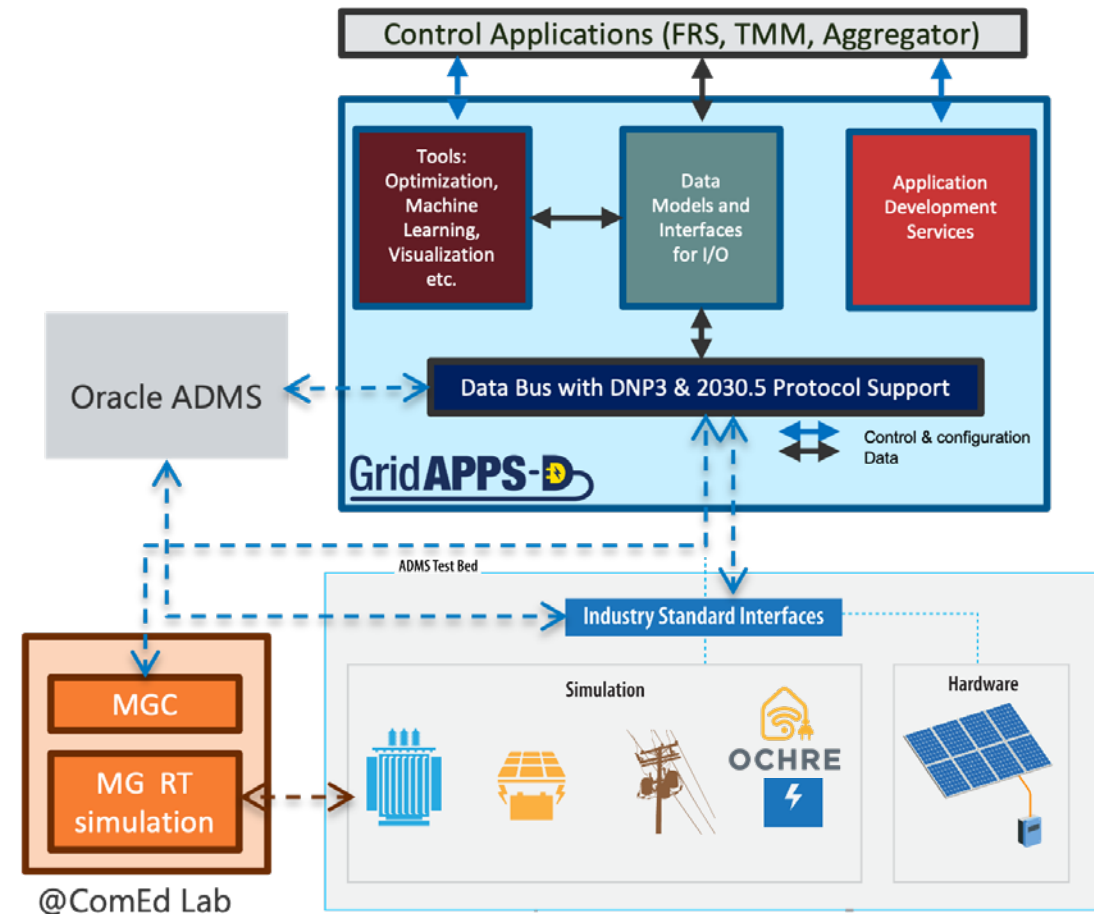 Control Applications (FRS, TMM, Aggregator)
Tools:
Optimization,
Machine
Learning,
Visualization
etc.
Data
Models and
Interfaces
for I/O
Application
Development
Services
Oracle ADMS
Data Bus with DNP3 & 2030.5 Protocol Support
Control & configuration
Data
GridAPPS-D
ADMS Test Bed
Industry Standard Interfaces
MGC
MG RT
simulation
@ComEd Lab
Simulation
OCHRE
Hardware